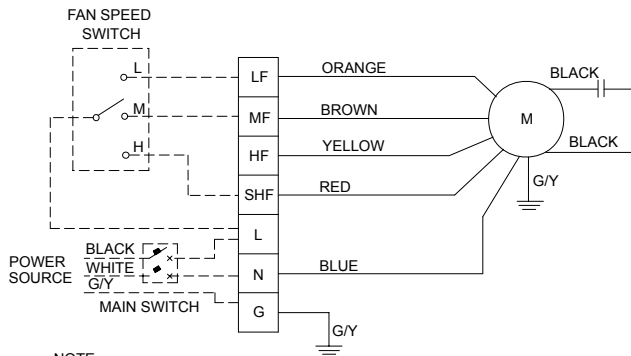 FAN SPEED
SWITCH
L
M
H
LF
MF
HF
SHF
L
N
G
ORANGE
BROWN
YELLOW
RED
BLUE
BLACK
M
BLACK
G/Y
G/Y
POWER
SOURCE
BLACK
WHITE
G/Y
MAIN SWITCH
NOTE